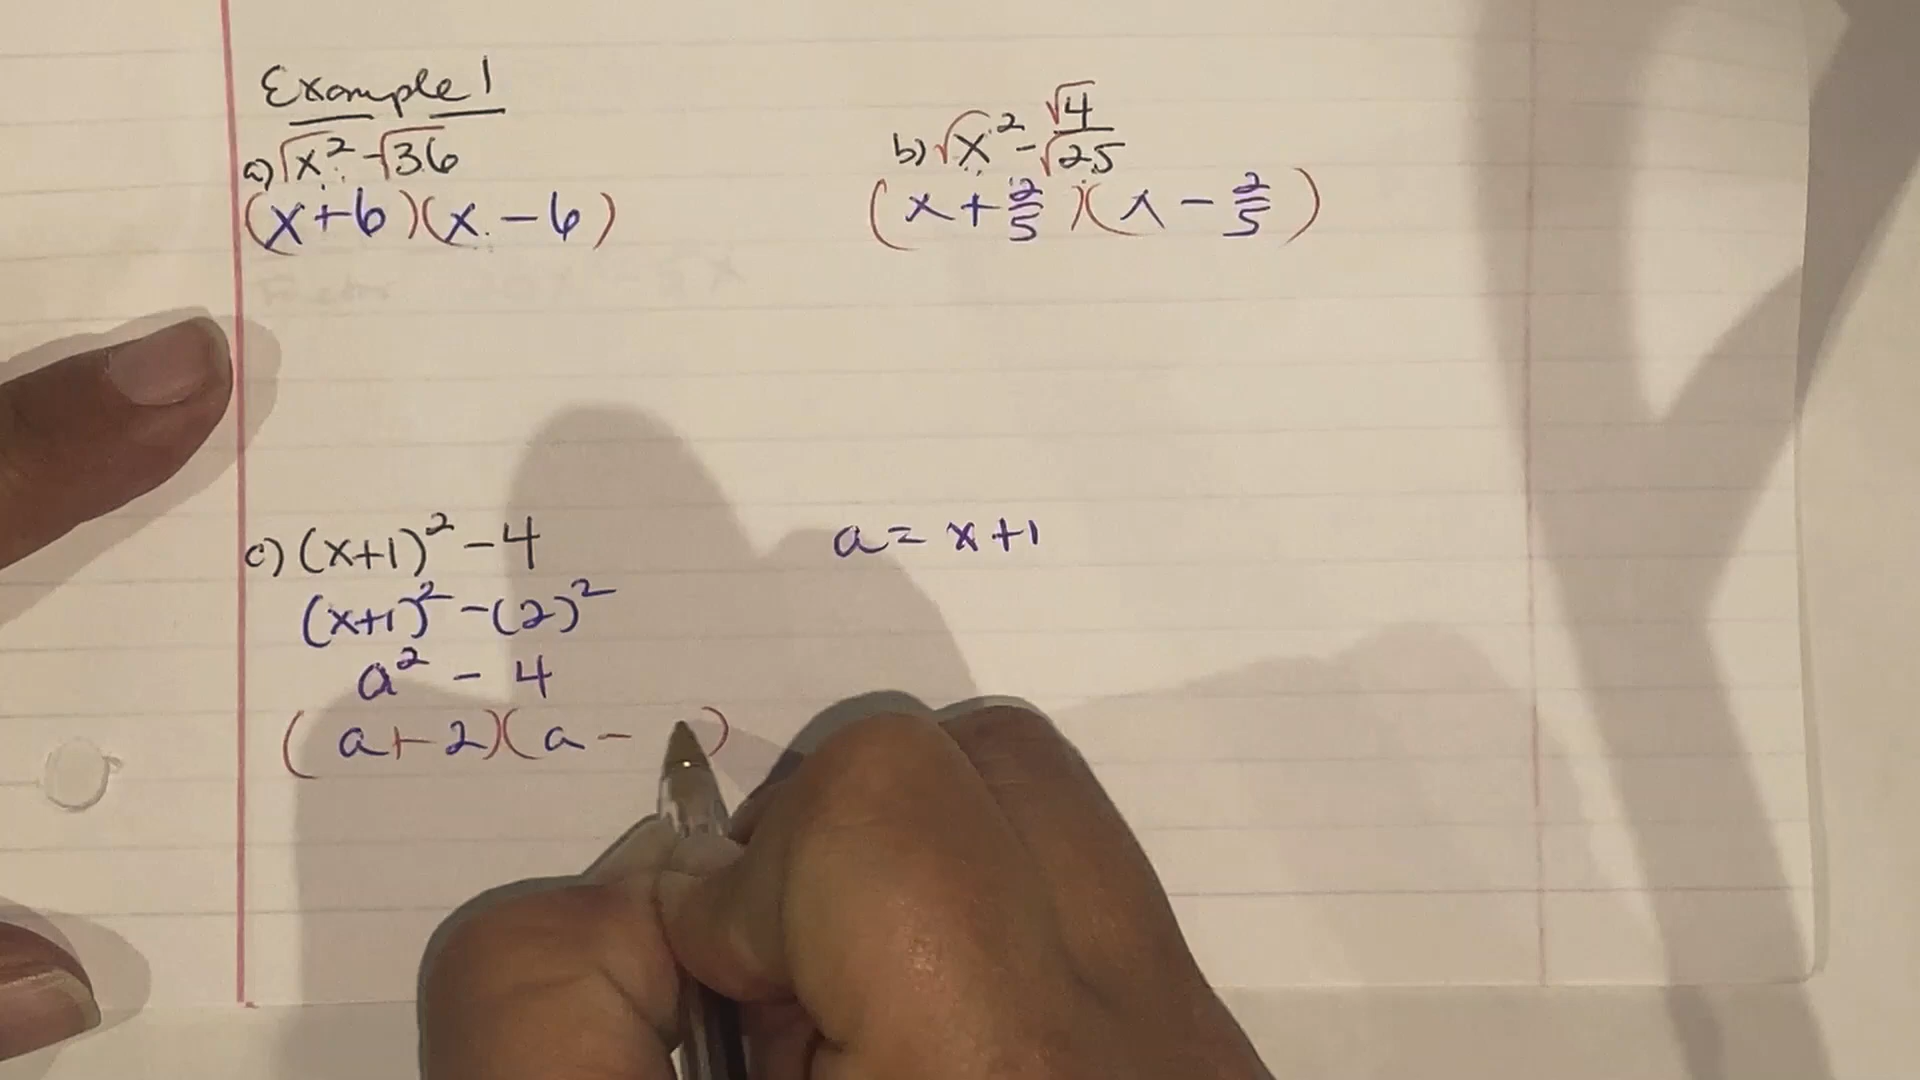 Example 1
a) √x² - √36
(x + 6)(x - 6)
b) √x² - √4/√25
(x + 2/5)(x - 2/5)
c) (x+1)² - 4
(x+1)² - (2)²
a² - 4
(a + 2)(a - )
a = x + 1